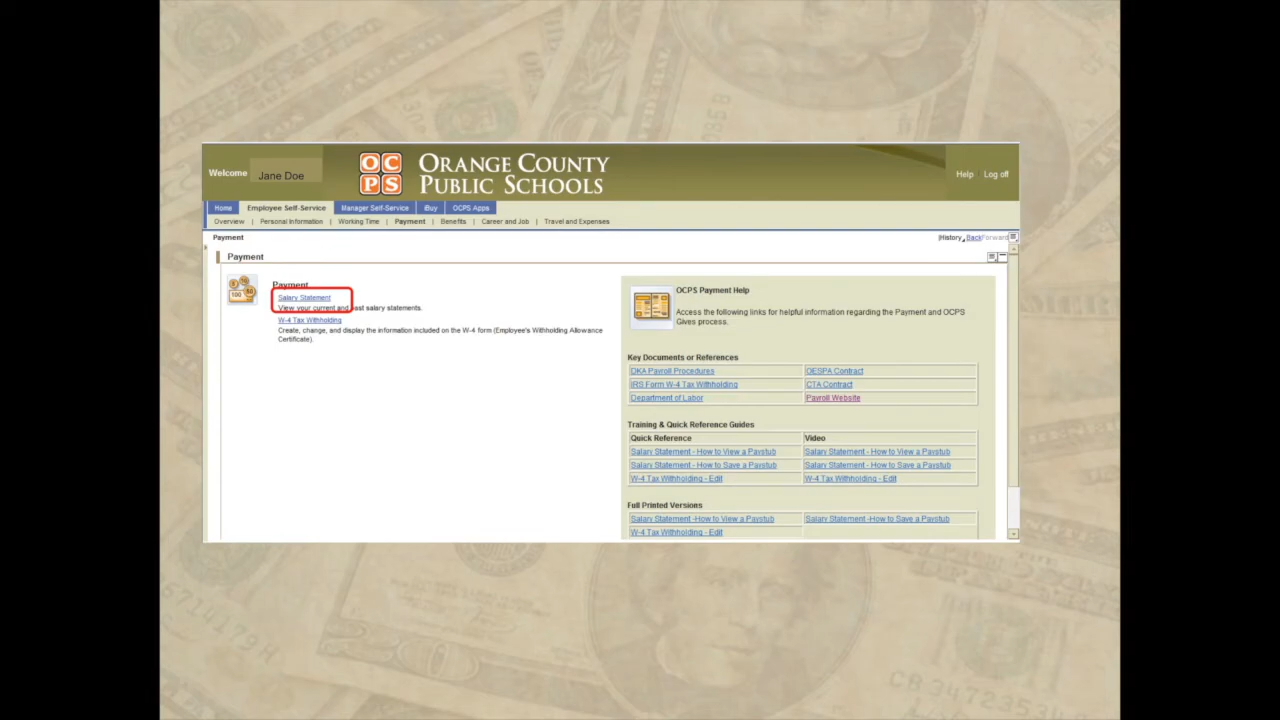 Welcome Jane Doe
OC
PS
ORANGE COUNTY
PUBLIC SCHOOLS
Help Log off
Home Employee Self-Service Manager Self-Service iBuy OCPS Apps
Overview | Personal Information | Working Time | Payment | Benefits | Career and Job | Travel and Expenses
Payment
|History Back Forward
Payment
Payment
Salary Statement
View your current and past salary statements.
W-4 Tax Withholding
Create, change, and display the information included on the W-4 form (Employee's Withholding Allowance
Certificate).
OCPS Payment Help
Access the following links for helpful information regarding the Payment and OCPS
Gives process.
Key Documents or References
DKA Payroll Procedures OESPA Contract
IRS Form W-4 Tax Withholding CTA Contract
Department of Labor Payroll Website
Training & Quick Reference Guides
Quick Reference Video
Salary Statement - How to View a Paystub Salary Statement - How to View a Paystub
Salary Statement - How to Save a Paystub Salary Statement - How to Save a Paystub
W-4 Tax Withholding - Edit W-4 Tax Withholding - Edit
Full Printed Versions
Salary Statement -How to View a Paystub Salary Statement -How to Save a Paystub
W-4 Tax Withholding - Edit